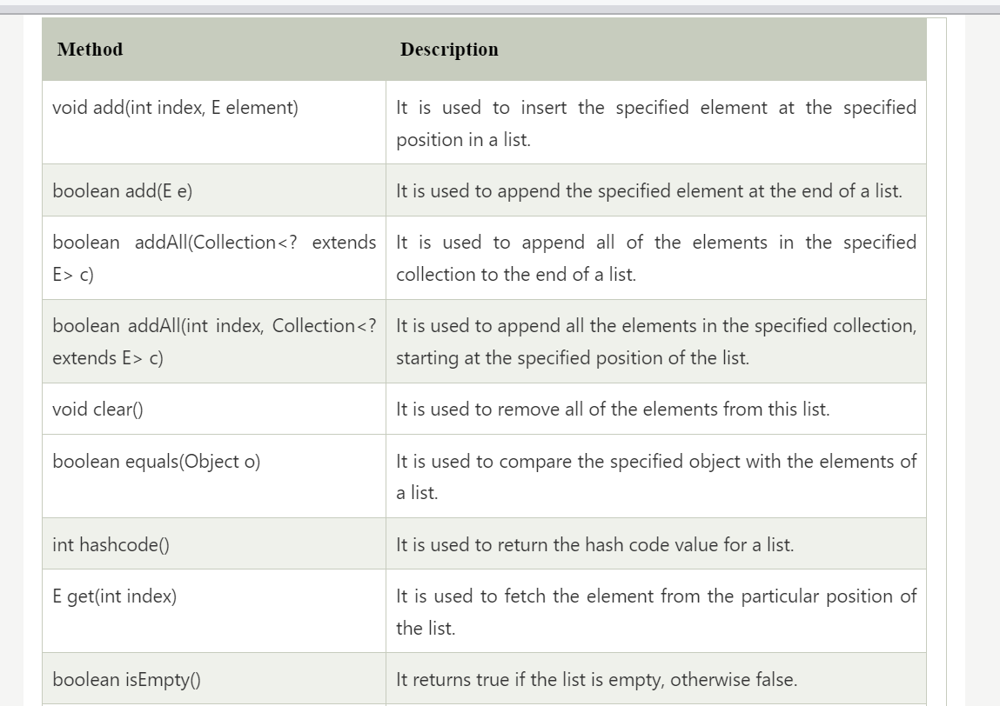 Method Description
void add(int index, E element) It is used to insert the specified element at the specified
position in a list.
boolean add(E e) It is used to append the specified element at the end of a list.
boolean addAll(Collection<? extends It is used to append all of the elements in the specified
E> c) collection to the end of a list.
boolean addAll(int index, Collection<? It is used to append all the elements in the specified collection,
extends E> c) starting at the specified position of the list.
void clear() It is used to remove all of the elements from this list.
boolean equals(Object o) It is used to compare the specified object with the elements of
a list.
int hashcode() It is used to return the hash code value for a list.
E get(int index) It is used to fetch the element from the particular position of
the list.
boolean isEmpty() It returns true if the list is empty, otherwise false.